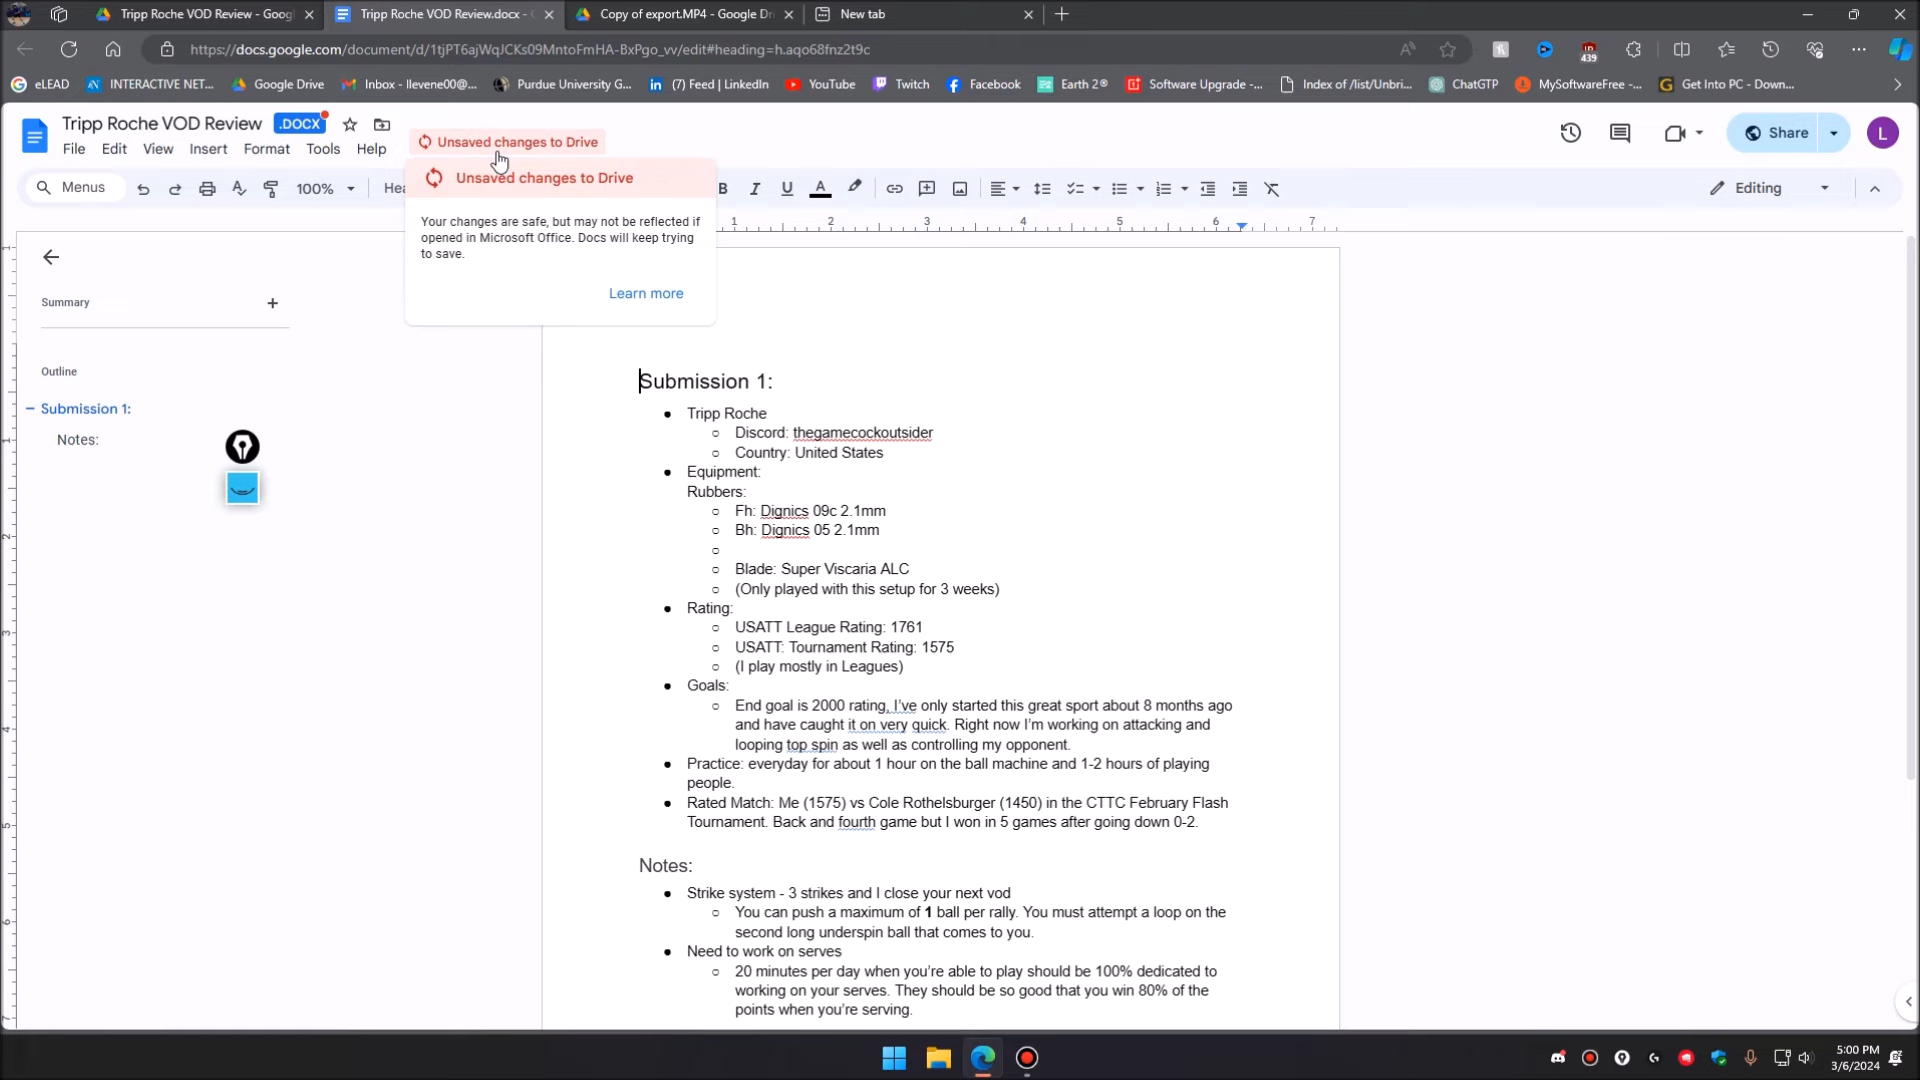 Tripp Roche VOD Review - Googl
Tripp Roche VOD Review.docx -
Copy of export.MP4 - Google Dr
New tab
https://docs.google.com/document/d/1tjPT6ajWqJCKs09MntoFmHA-BxPgo_vv/edit#heading=h.aqo68fnz2t9c
439
eLEAD
INTERACTIVE NET...
Google Drive
Inbox - llevene00@...
Purdue University G...
(7) Feed | LinkedIn
YouTube
Twitch
Facebook
Earth 2®
Software Upgrade -...
Index of /list/Unbri...
ChatGTP
MySoftwareFree -...
Get Into PC - Down...
Tripp Roche VOD Review .DOCX
Unsaved changes to Drive
Share
L
File Edit View Insert Format Tools Help
Menus
100%
Hea
B I U A
Editing
Unsaved changes to Drive
Your changes are safe, but may not be reflected if
opened in Microsoft Office. Docs will keep trying
to save.
Learn more
1 2 3 4 5 6 7
Summary
Outline
Submission 1:
Notes:
Submission 1:
● Tripp Roche
○ Discord: thegamecockoutsider
○ Country: United States
● Equipment:
Rubbers:
○ Fh: Dignics 09c 2.1mm
○ Bh: Dignics 05 2.1mm
○
○ Blade: Super Viscaria ALC
○ (Only played with this setup for 3 weeks)
● Rating:
○ USATT League Rating: 1761
○ USATT: Tournament Rating: 1575
○ (I play mostly in Leagues)
● Goals:
○ End goal is 2000 rating, I've only started this great sport about 8 months ago
and have caught it on very quick. Right now I'm working on attacking and
looping top spin as well as controlling my opponent.
● Practice: everyday for about 1 hour on the ball machine and 1-2 hours of playing
people.
● Rated Match: Me (1575) vs Cole Rothelsburger (1450) in the CTTC February Flash
Tournament. Back and fourth game but I won in 5 games after going down 0-2.
Notes:
● Strike system - 3 strikes and I close your next vod
○ You can push a maximum of 1 ball per rally. You must attempt a loop on the
second long underspin ball that comes to you.
● Need to work on serves
○ 20 minutes per day when you're able to play should be 100% dedicated to
working on your serves. They should be so good that you win 80% of the
points when you're serving.
5:00 PM
3/6/2024